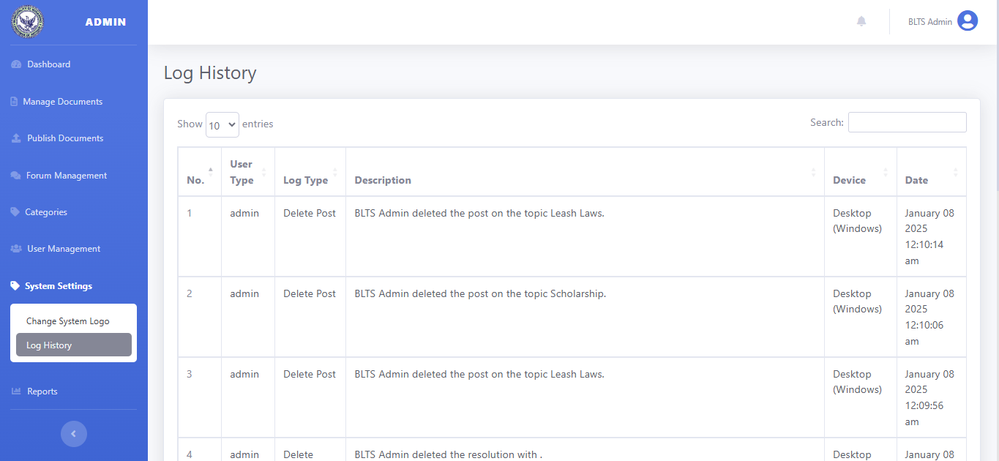 ADMIN
BLTS Admin
Dashboard
Manage Documents
Publish Documents
Forum Management
Categories
User Management
System Settings
Change System Logo
Log History
Reports
Log History
Show 10 entries
Search:
No. User Type Log Type Description Device Date
1 admin Delete Post BLTS Admin deleted the post on the topic Leash Laws. Desktop (Windows) January 08 2025 12:10:14 am
2 admin Delete Post BLTS Admin deleted the post on the topic Scholarship. Desktop (Windows) January 08 2025 12:10:06 am
3 admin Delete Post BLTS Admin deleted the post on the topic Leash Laws. Desktop (Windows) January 08 2025 12:09:56 am
4 admin Delete BLTS Admin deleted the resolution with . Desktop January 08